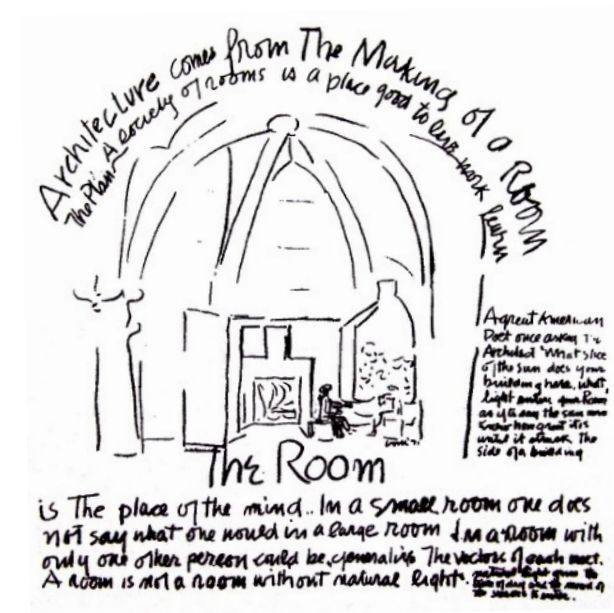 Architecture comes from The Making of a Room
The Plan A society of rooms is a place good to live work learn
A great American
Poet once asked The
Architect "What slice
of the sun does your
building have, what
light enters your Room
as if to say the sun never
knew how great it is
until it struck the
side of a building
The Room
is The place of the mind.. In a small room one does
not say what one would in a large room In a room with
only one other person could be generative The vectors of each meet.
A room is not a room without natural light.